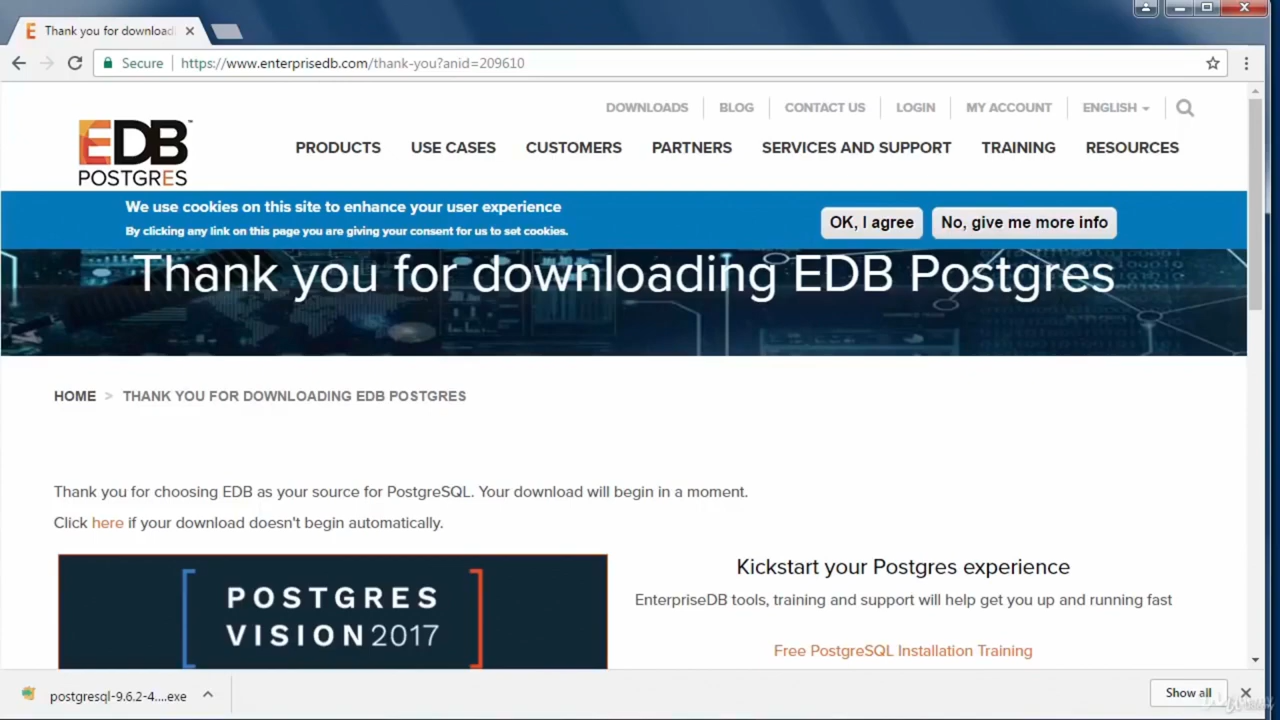 Thank you for download
Secure
https://www.enterprisedb.com/thank-you?anid=209610
DOWNLOADS
BLOG
CONTACT US
LOGIN
MY ACCOUNT
ENGLISH
EDB
POSTGRES
PRODUCTS
USE CASES
CUSTOMERS
PARTNERS
SERVICES AND SUPPORT
TRAINING
RESOURCES
We use cookies on this site to enhance your user experience
By clicking any link on this page you are giving your consent for us to set cookies.
OK, I agree
No, give me more info
Thank you for downloading EDB Postgres
HOME > THANK YOU FOR DOWNLOADING EDB POSTGRES
Thank you for choosing EDB as your source for PostgreSQL. Your download will begin in a moment.
Click here if your download doesn't begin automatically.
POSTGRES
VISION 2017
Kickstart your Postgres experience
EnterpriseDB tools, training and support will help get you up and running fast
Free PostgreSQL Installation Training
postgresql-9.6.2-4....exe
Show all